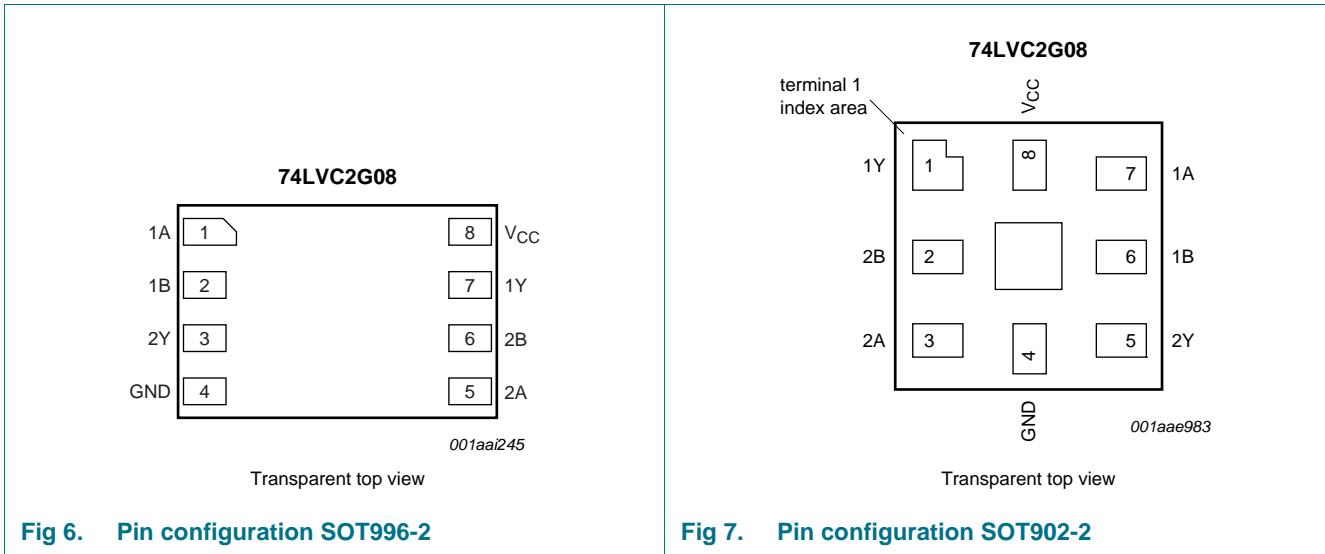 74LVC2G08
1A 1 8 VCC
1B 2 7 1Y
2Y 3 6 2B
GND 4 5 2A
001aai245
Transparent top view
Fig 6. Pin configuration SOT996-2
74LVC2G08
terminal 1
index area
VCC
1Y 1 8 7 1A
2B 2 6 1B
2A 3 4 5 2Y
GND
001aae983
Transparent top view
Fig 7. Pin configuration SOT902-2